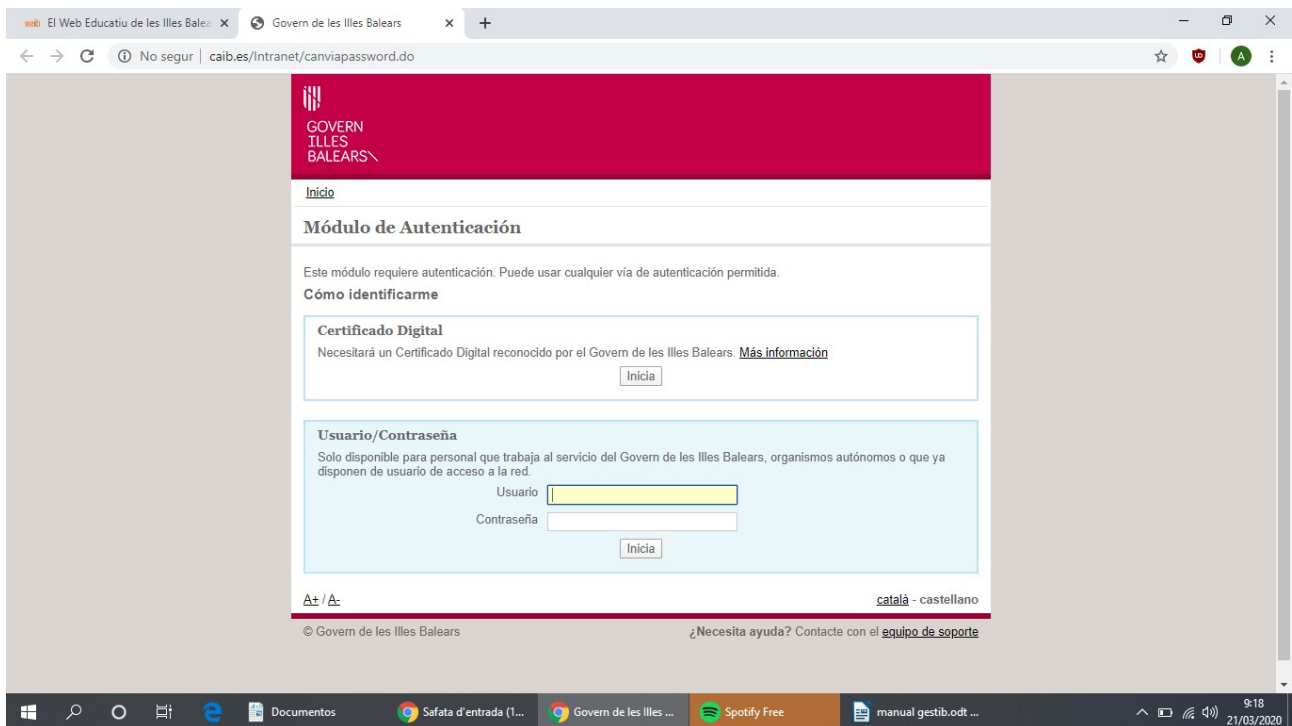 web El Web Educatiu de les Illes Balea
Govern de les Illes Balears
No segur | caib.es/Intranet/canviapassword.do
A
GOVERN
ILLES
BALEARS
Inicio
Módulo de Autenticación
Este módulo requiere autenticación. Puede usar cualquier vía de autenticación permitida.
Cómo identificarme
Certificado Digital
Necesitará un Certificado Digital reconocido por el Govern de les Illes Balears. Más información
Inicia
Usuario/Contraseña
Solo disponible para personal que trabaja al servicio del Govern de les Illes Balears, organismos autónomos o que ya
disponen de usuario de acceso a la red.
Usuario
Contraseña
Inicia
A+ / A-
català - castellano
© Govern de les Illes Balears
¿Necesita ayuda? Contacte con el equipo de soporte
Documentos
Safata d'entrada (1...
Govern de les Illes ...
Spotify Free
manual gestib.odt ...
9:18
21/03/2020